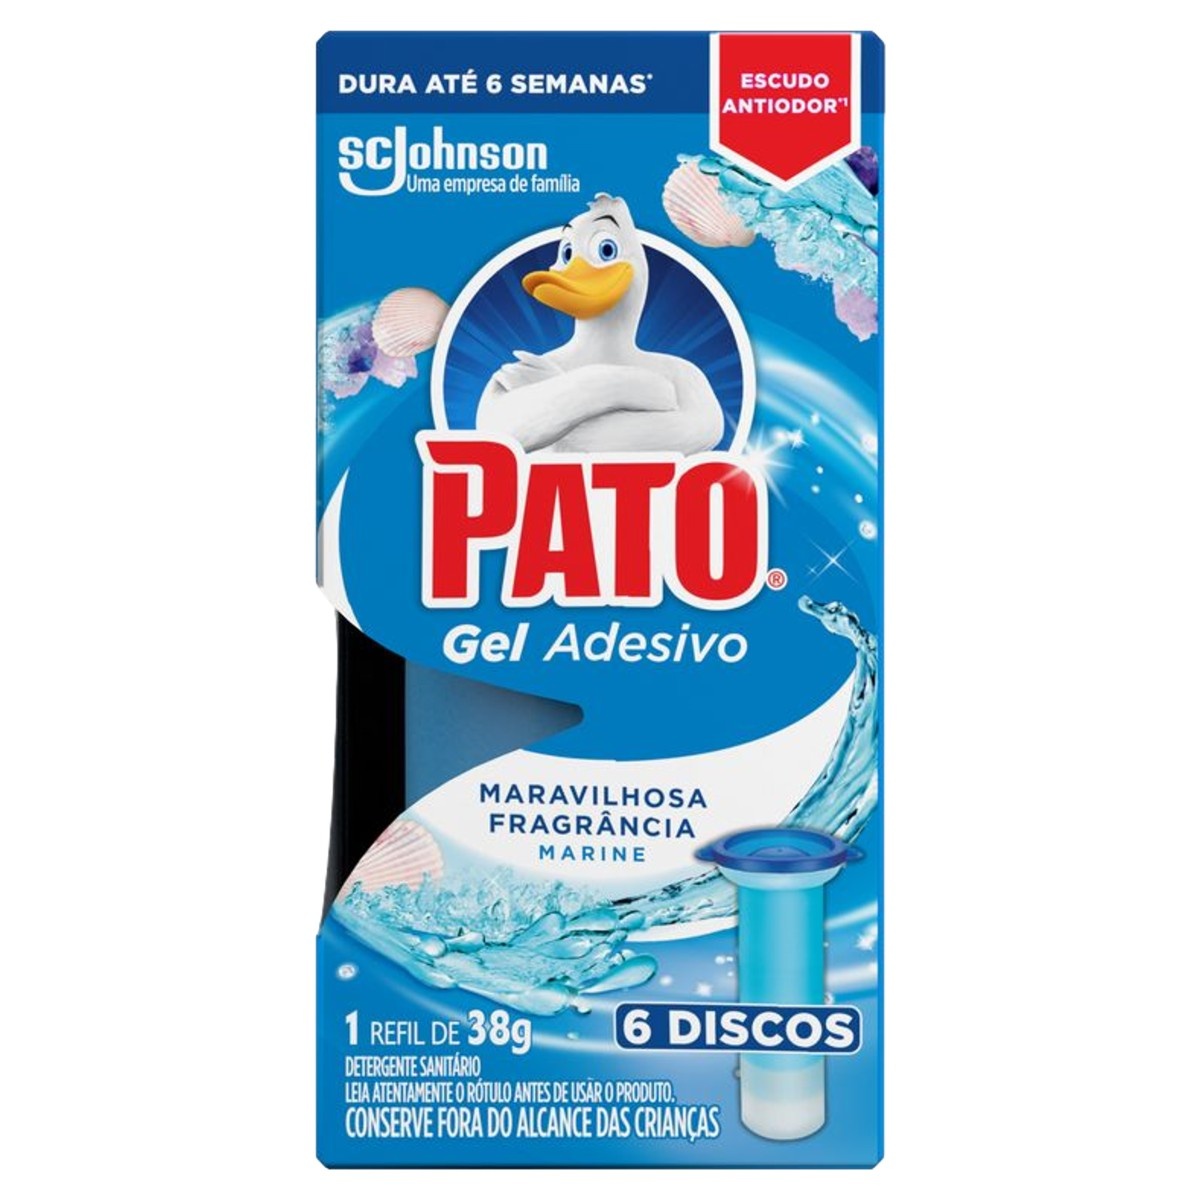 DURA ATÉ 6 SEMANAS*
ESCUDO
ANTIODOR*¹
SC Johnson
Uma empresa de família
PATO®
Gel Adesivo
MARAVILHOSA
FRAGRÂNCIA
MARINE
6 DISCOS
1 REFIL DE 38g
DETERGENTE SANITÁRIO
LEIA ATENTAMENTE O RÓTULO ANTES DE USAR O PRODUTO.
CONSERVE FORA DO ALCANCE DAS CRIANÇAS